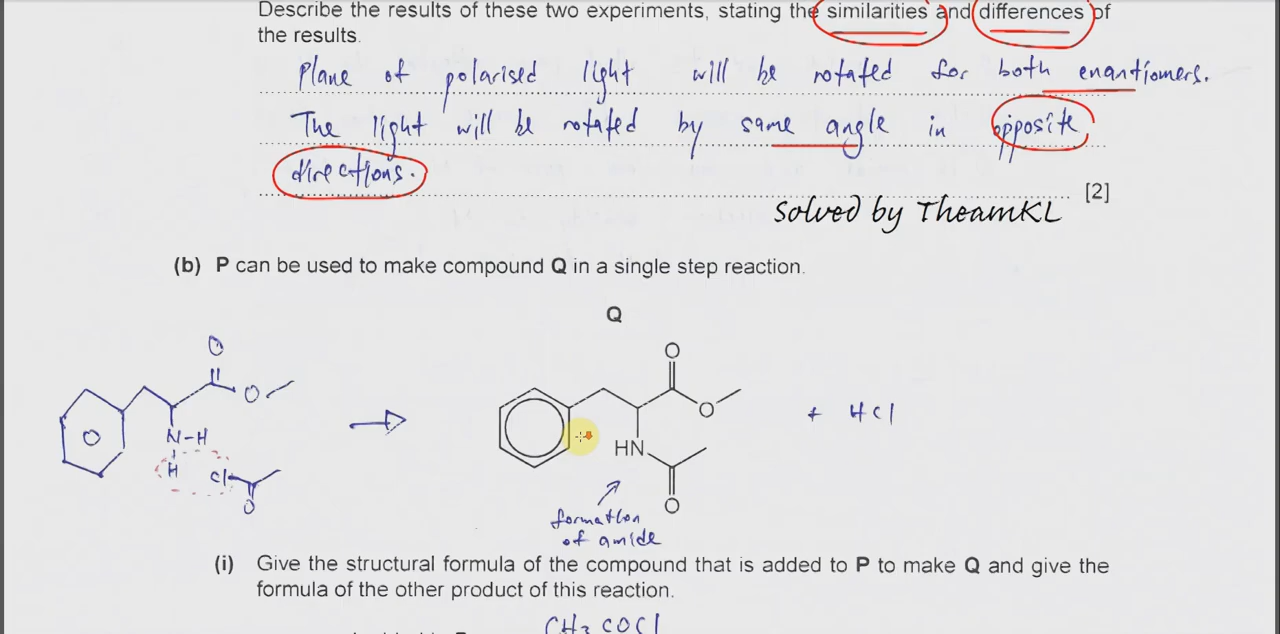 Describe the results of these two experiments, stating the similarities and differences of
the results.
Plane of polarised light will be rotated for both enantiomers.
The light will be rotated by same angle in opposite
directions.
[2]
Solved by TheamKL
(b) P can be used to make compound Q in a single step reaction.
Q
O
O
O
O
N-H
H
Cl
O
O
HN
O
+ HCl
formation
of amide
(i) Give the structural formula of the compound that is added to P to make Q and give the
formula of the other product of this reaction.
CH3COCl